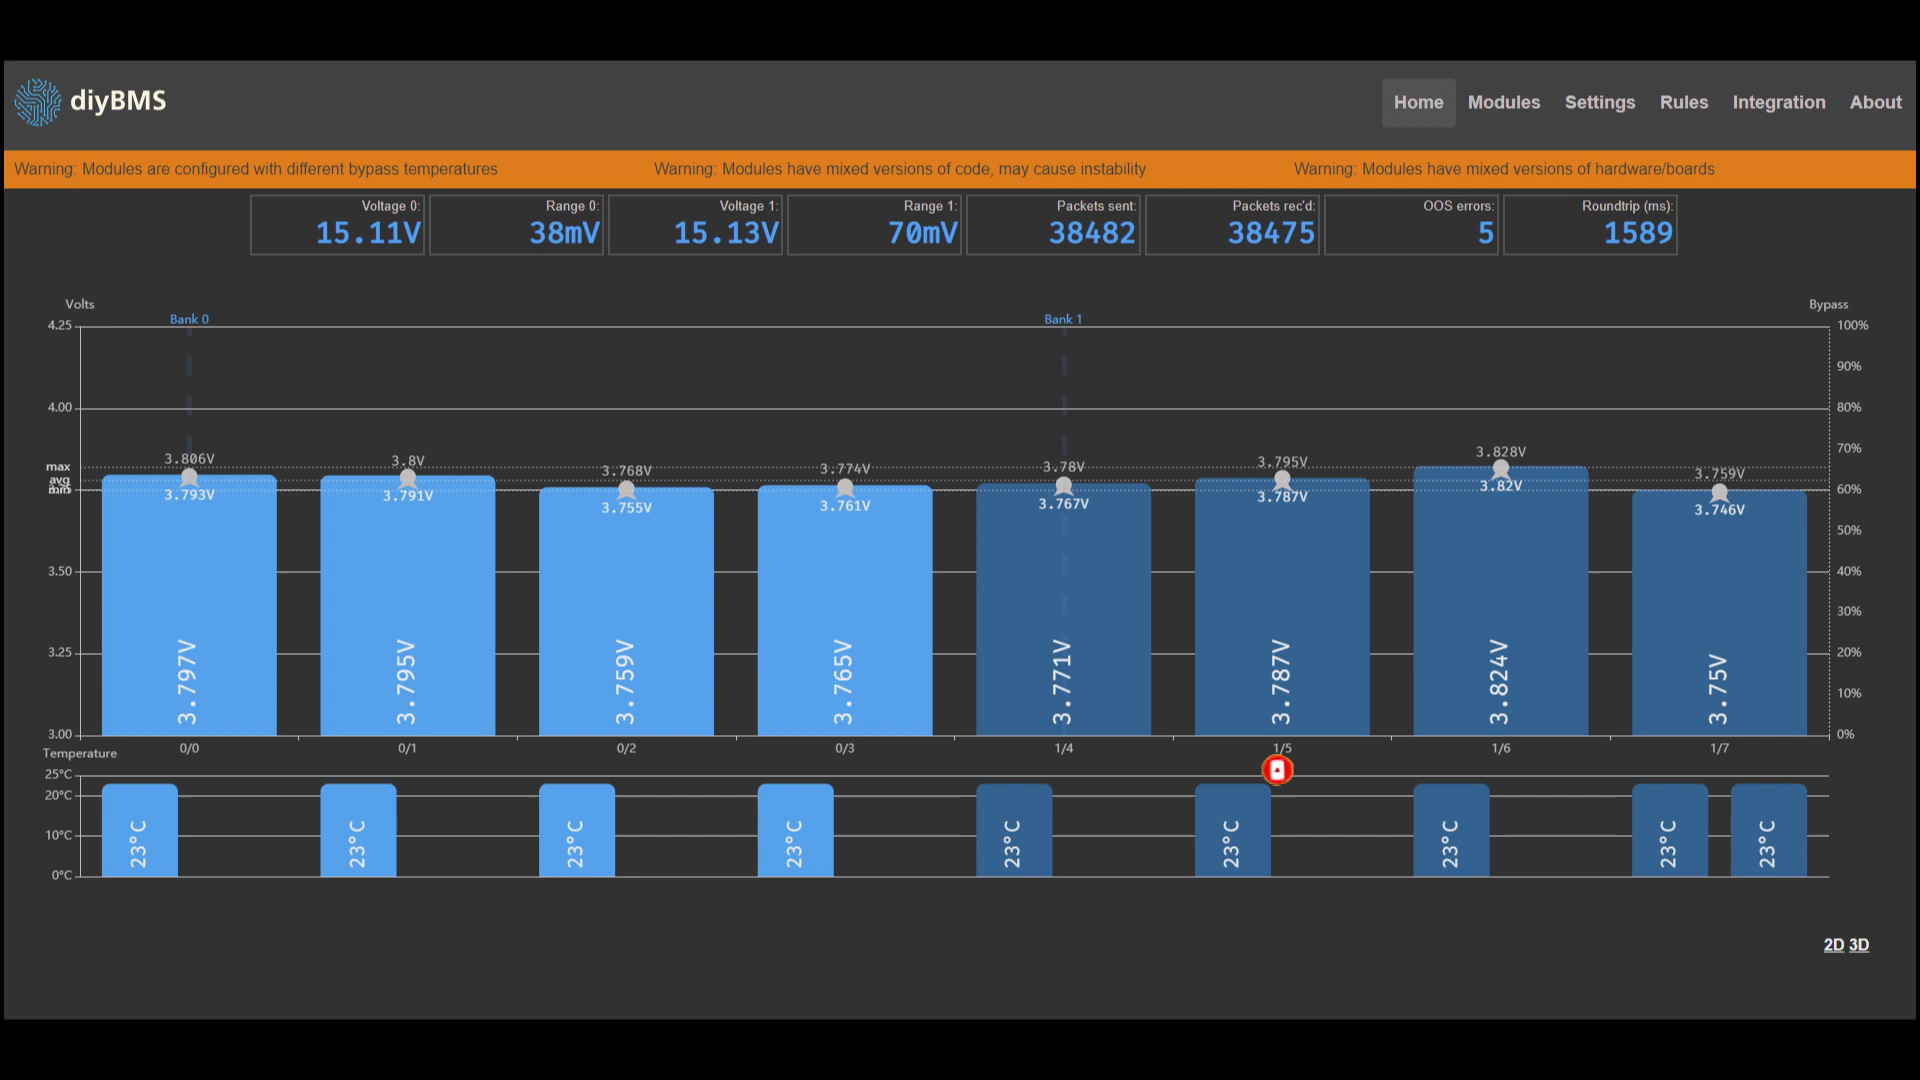 diyBMS
Home Modules Settings Rules Integration About
Warning: Modules are configured with different bypass temperatures
Warning: Modules have mixed versions of code, may cause instability
Warning: Modules have mixed versions of hardware/boards
Voltage 0:
15.11V
Range 0:
38mV
Voltage 1:
15.13V
Range 1:
70mV
Packets sent:
38482
Packets rec'd:
38475
OOS errors:
5
Roundtrip (ms):
1589
Volts
Bypass
Bank 0
Bank 1
4.25
100%
90%
4.00
80%
70%
max
avg
min
60%
50%
3.50
40%
30%
3.25
20%
10%
3.00
0%
3.806V
3.8V
3.768V
3.774V
3.78V
3.795V
3.828V
3.759V
3.793V
3.791V
3.755V
3.761V
3.767V
3.787V
3.82V
3.746V
3.797V
3.795V
3.759V
3.765V
3.771V
3.787V
3.824V
3.75V
0/0
0/1
0/2
0/3
1/4
1/5
1/6
1/7
Temperature
25°C
20°C
10°C
0°C
23°C
23°C
23°C
23°C
23°C
23°C
23°C
23°C
23°C
2D 3D